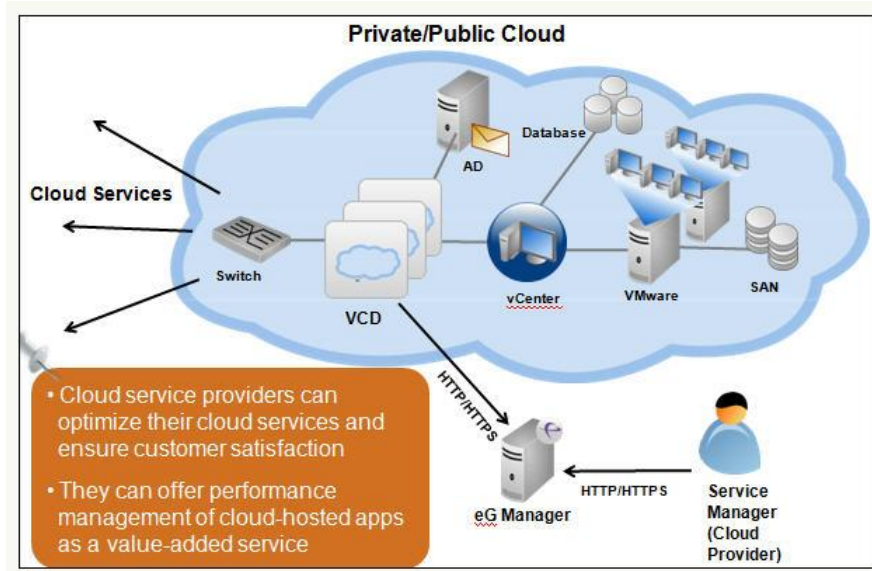 Private/Public Cloud
Database
AD
Cloud Services
Switch
VCD
vCenter
VMware
SAN
HTTP/HTTPS
• Cloud service providers can
optimize their cloud services and
ensure customer satisfaction
• They can offer performance
management of cloud-hosted apps
as a value-added service
eG Manager
HTTP/HTTPS
Service
Manager
(Cloud
Provider)